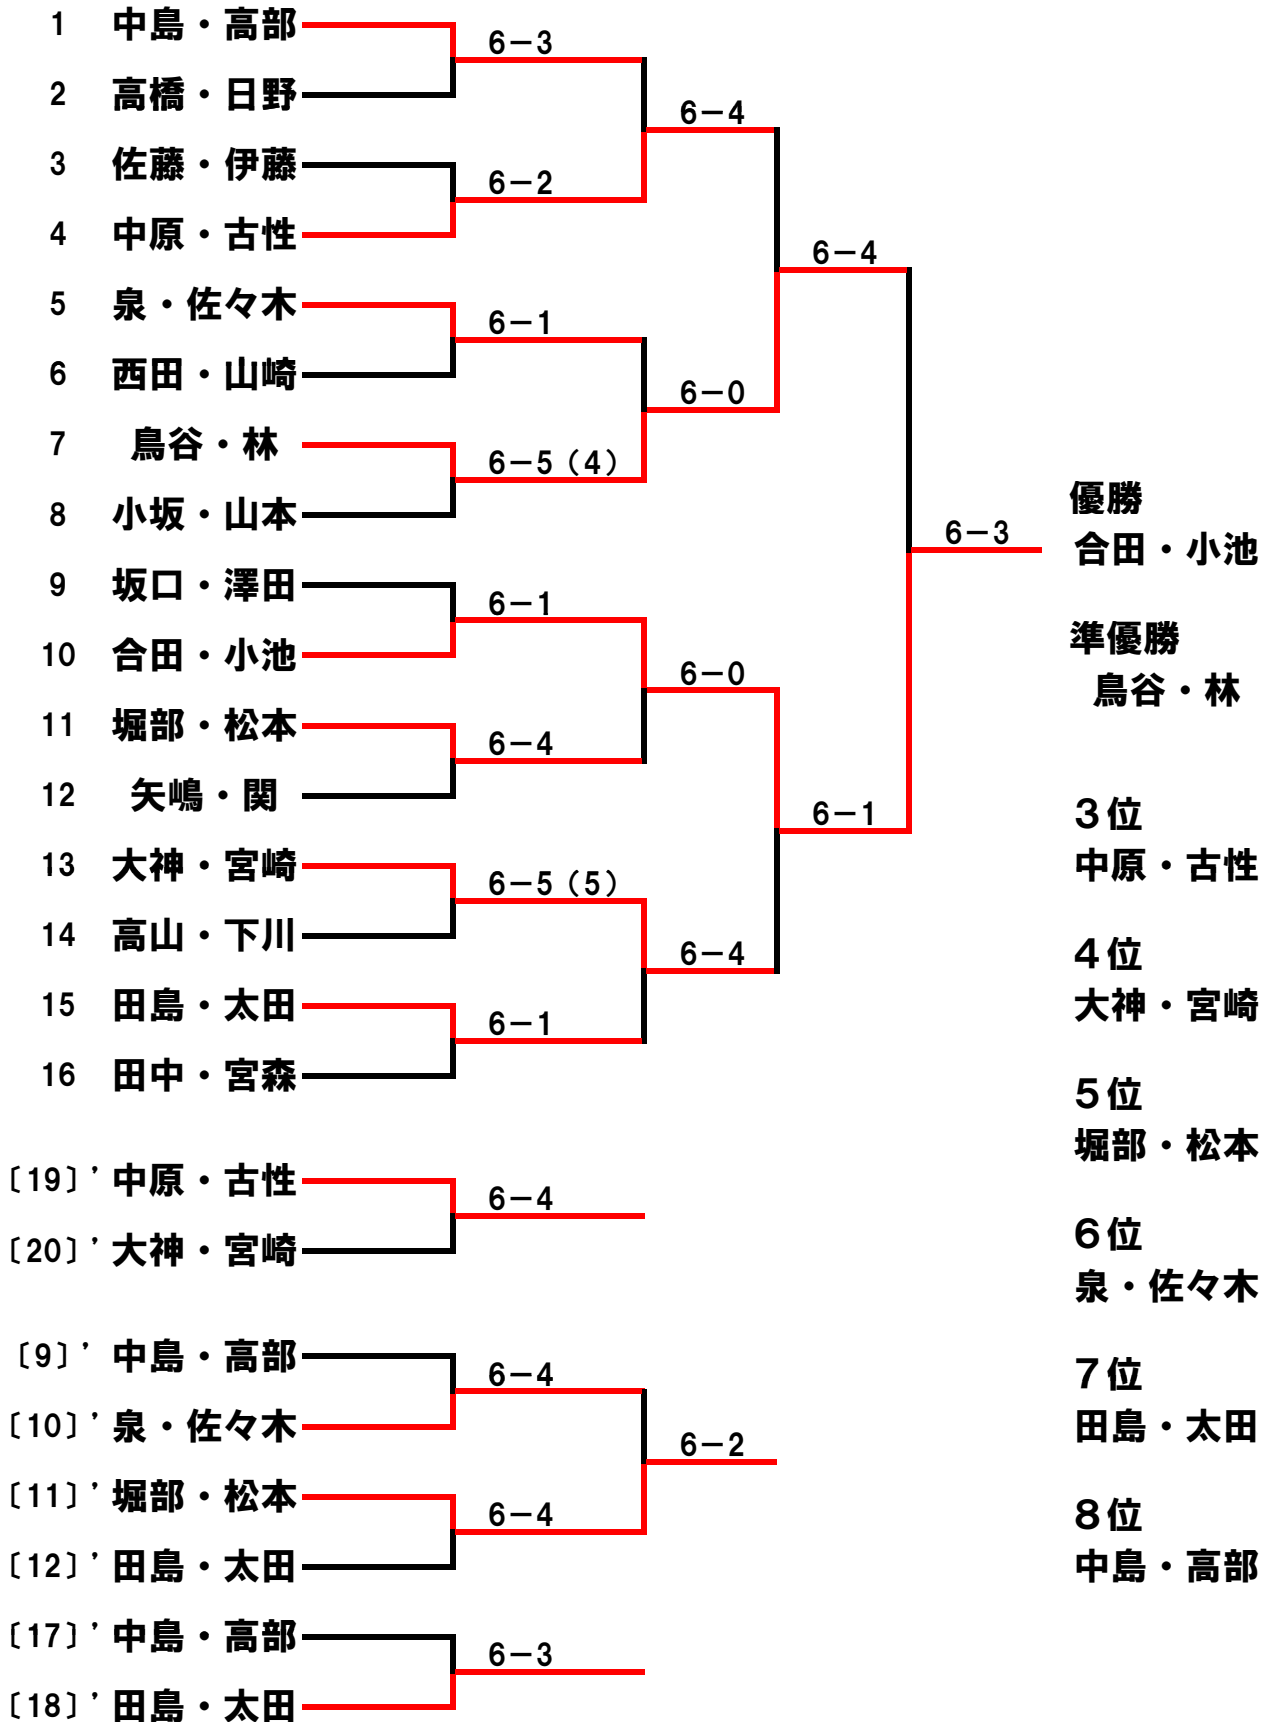 1 中島・高部
6－3
2 高橋・日野
6－4
3 佐藤・伊藤
6－2
4 中原・古性
6－4
5 泉・佐々木
6－1
6 西田・山崎
6－0
7 鳥谷・林
6－5（4）
8 小坂・山本
6－3
9 坂口・澤田
6－1
10 合田・小池
6－0
11 堀部・松本
6－4
12 矢嶋・関
6－1
13 大神・宮崎
6－5（5）
14 高山・下川
6－4
15 田島・太田
6－1
16 田中・宮森
〔19〕’中原・古性
6－4
〔20〕’大神・宮崎
〔9〕’中島・高部
6－4
〔10〕’泉・佐々木
6－2
〔11〕’堀部・松本
6－4
〔12〕’田島・太田
〔17〕’中島・高部
6－3
〔18〕’田島・太田
優勝
合田・小池
準優勝
鳥谷・林
３位
中原・古性
４位
大神・宮崎
５位
堀部・松本
６位
泉・佐々木
７位
田島・太田
８位
中島・高部